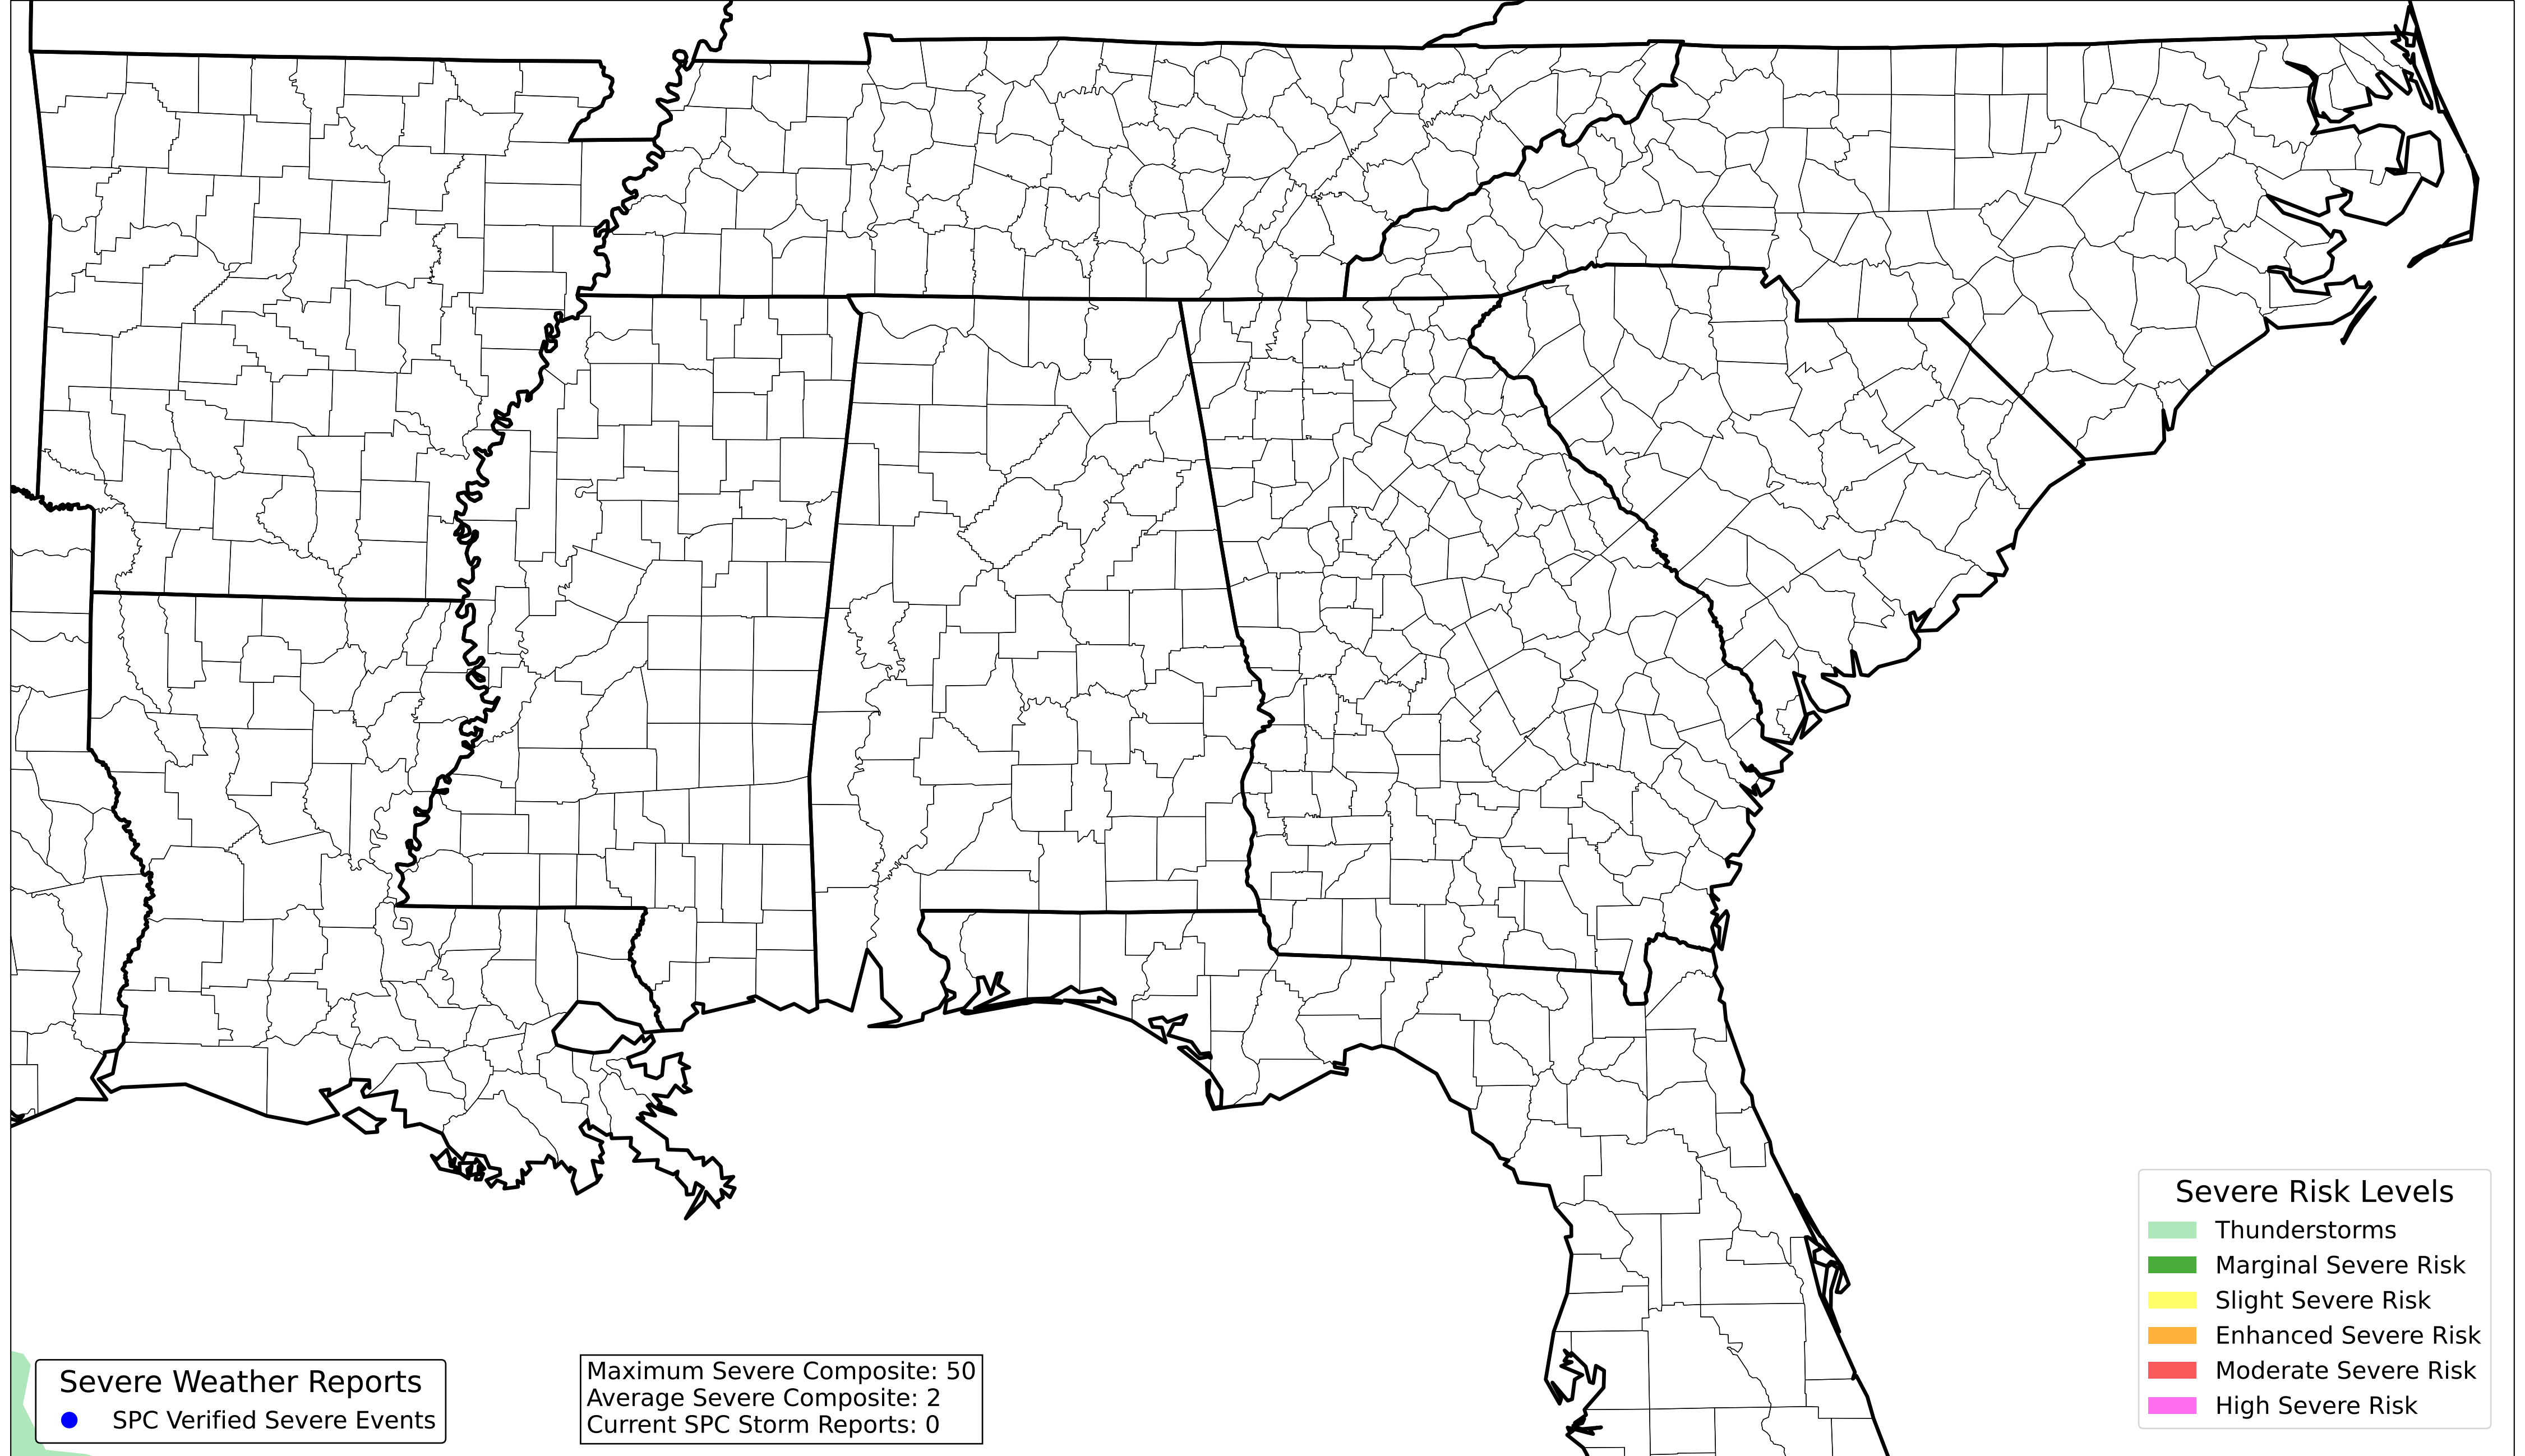 Severe Weather Reports
SPC Verified Severe Events
Maximum Severe Composite: 50
Average Severe Composite: 2
Current SPC Storm Reports: 0
Severe Risk Levels
Thunderstorms
Marginal Severe Risk
Slight Severe Risk
Enhanced Severe Risk
Moderate Severe Risk
High Severe Risk